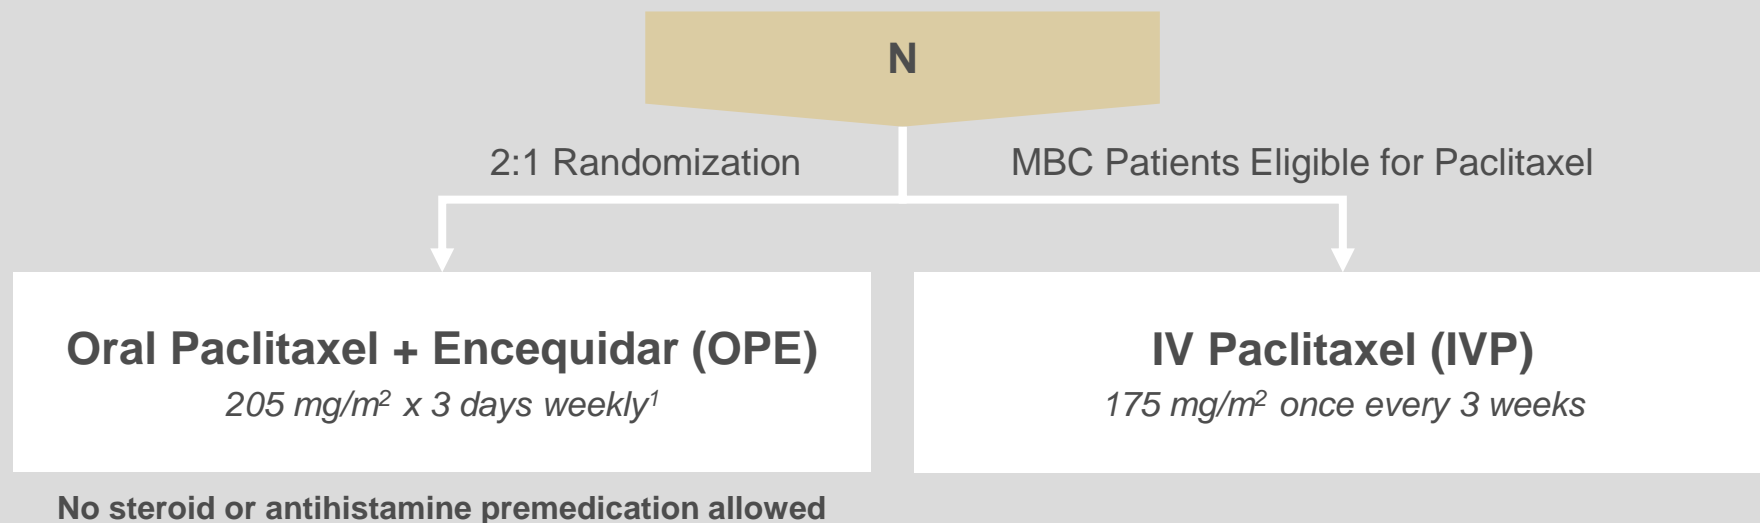 N
2:1 Randomization
MBC Patients Eligible for Paclitaxel
Oral Paclitaxel + Encequidar (OPE)
205 mg/m² x 3 days weekly¹
IV Paclitaxel (IVP)
175 mg/m² once every 3 weeks
No steroid or antihistamine premedication allowed